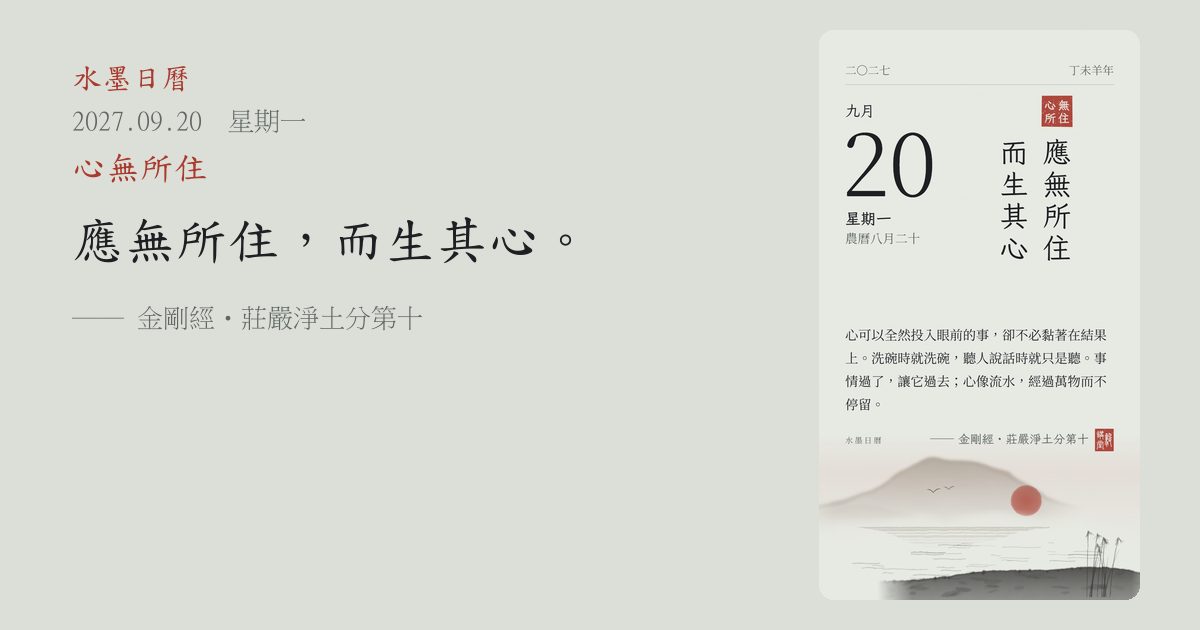 水墨日曆
2027.09.20 星期一
心無所住
應無所住，而生其心。
—— 金剛經・莊嚴淨土分第十
二〇二七
丁未羊年
九月
20
星期一
農曆八月二十
無住
心所
應無所住
而生其心
心可以全然投入眼前的事，卻不必黏著在結果
上。洗碗時就洗碗，聽人說話時就只是聽。事
情過了，讓它過去；心像流水，經過萬物而不
停留。
水墨日曆
—— 金剛經・莊嚴淨土分第十